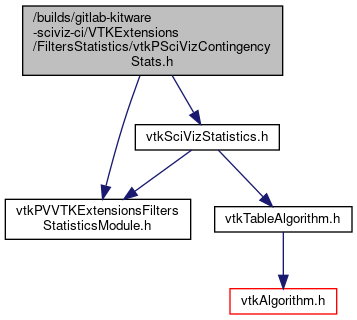 /builds/gitlab-kitware
-sciviz-ci/VTKExtensions
/FiltersStatistics/vtkPSciVizContingency
Stats.h
vtkSciVizStatistics.h
vtkPVVTKExtensionsFilters
StatisticsModule.h
vtkTableAlgorithm.h
vtkAlgorithm.h